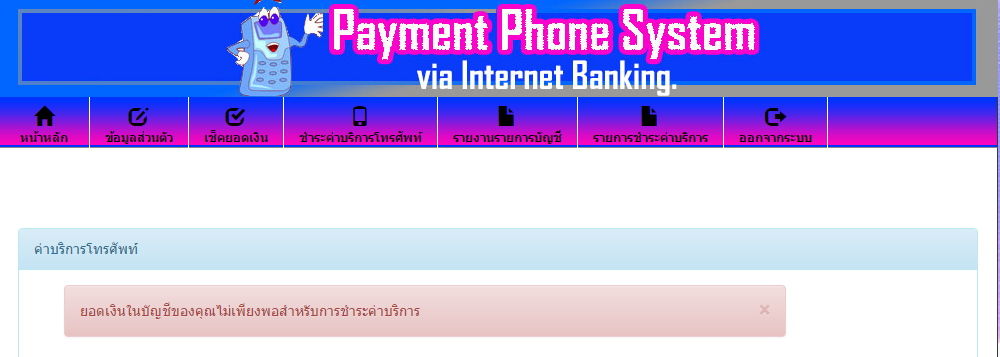 Payment Phone System
via Internet Banking.
หน้าหลัก
ข้อมูลส่วนตัว
เช็คยอดเงิน
ชำระค่าบริการโทรศัพท์
รายงานรายการบัญชี
รายการชำระค่าบริการ
ออกจากระบบ
ค่าบริการโทรศัพท์
ยอดเงินในบัญชีของคุณไม่เพียงพอสำหรับการชำระค่าบริการ ×